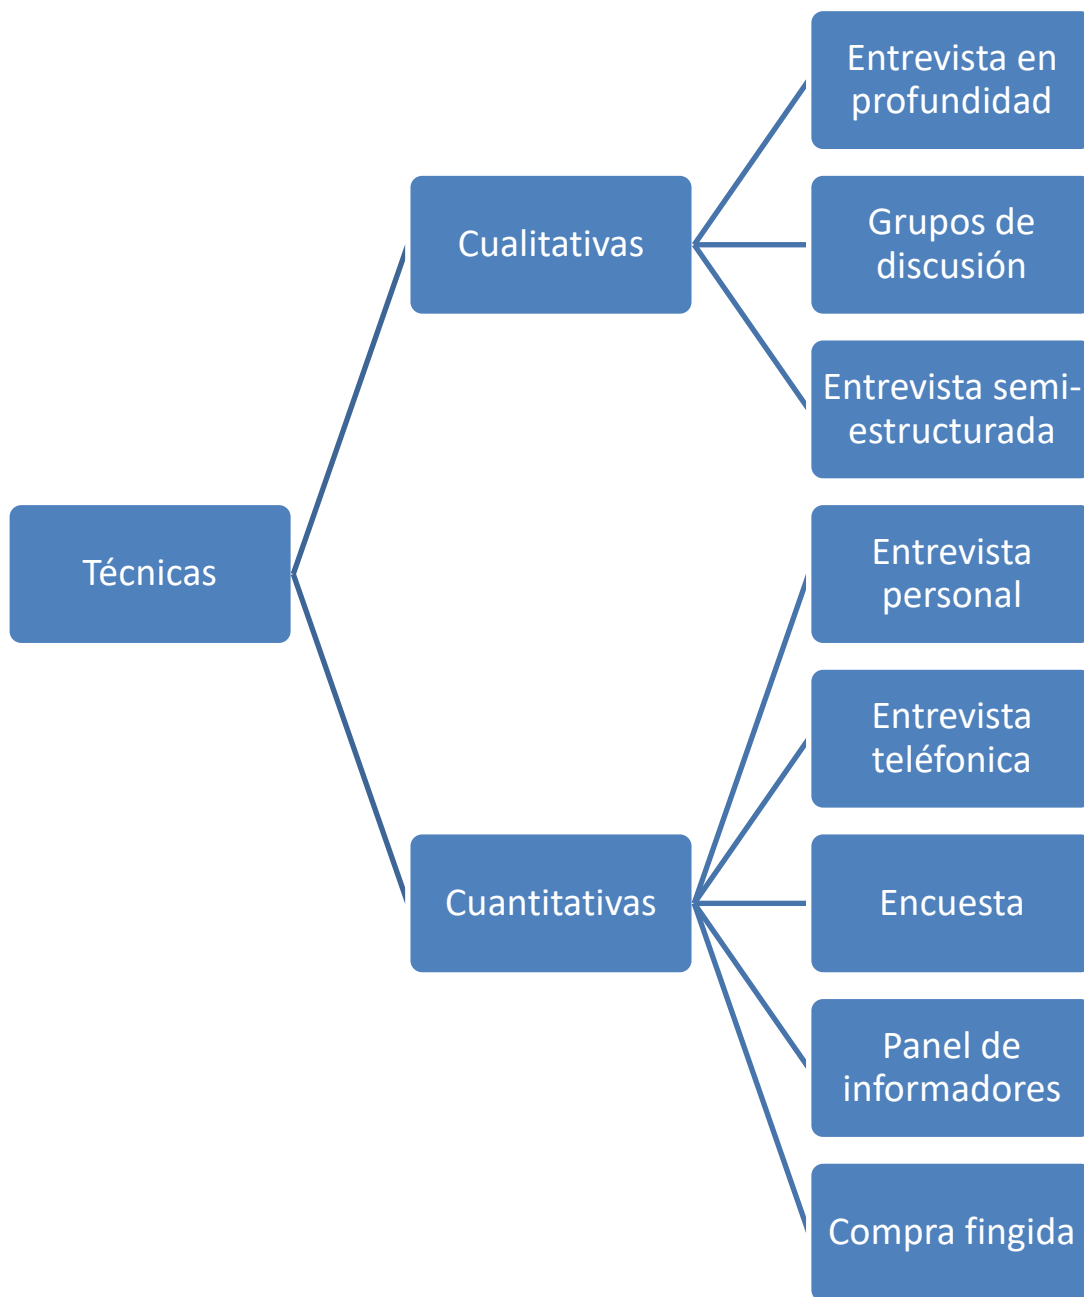 Entrevista en
profundidad
Cualitativas
Grupos de
discusión
Entrevista semi-
estructurada
Técnicas
Entrevista
personal
Entrevista
teléfonica
Cuantitativas
Encuesta
Panel de
informadores
Compra fingida